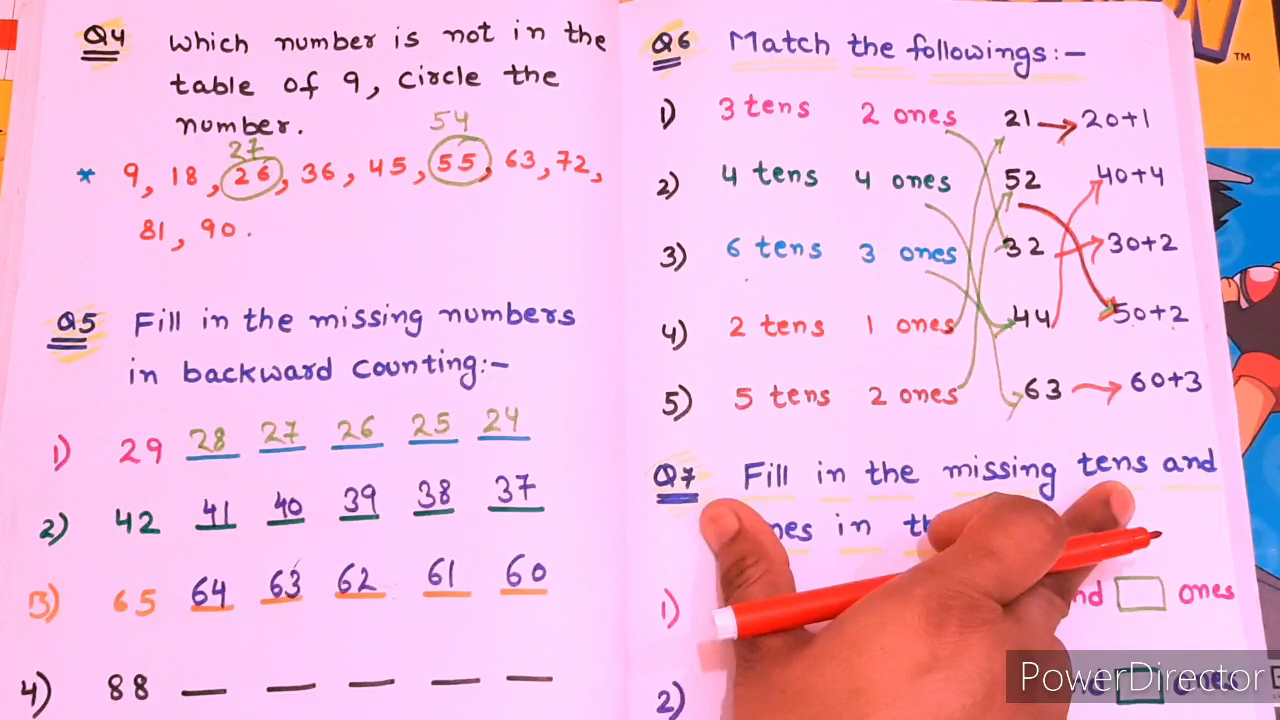 Q4 Which number is not in the
table of 9, circle the
number.
54
27
* 9, 18, 26, 36, 45, 55, 63, 72,
81, 90.
Q5 Fill in the missing numbers
in backward counting:-
1) 29 28 27 26 25 24
2) 42 41 40 39 38 37
3) 65 64 63 62 61 60
4) 88
Q6 Match the followings:-
1) 3 tens 2 ones 21 → 20+1
2) 4 tens 4 ones 52 40+4
3) 6 tens 3 ones 32 30+2
4) 2 tens 1 ones 44 50+2
5) 5 tens 2 ones 63 → 60+3
Q7 Fill in the missing tens and
in
1) ones
2) ones
PowerDirector
TM